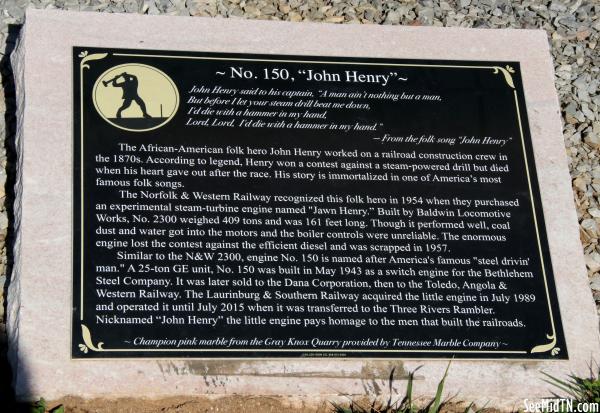 ~ No. 150, “John Henry”~
John Henry said to his captain, “A man ain't nothing but a man,
But before I let your steam drill beat me down,
I'd die with a hammer in my hand,
Lord, Lord, I'd die with a hammer in my hand."
— From the folk song "John Henry"
The African-American folk hero John Henry worked on a railroad construction crew in
the 1870s. According to legend, Henry won a contest against a steam-powered drill but died
when his heart gave out after the race. His story is immortalized in one of America's most
famous folk songs.
The Norfolk & Western Railway recognized this folk hero in 1954 when they purchased
an experimental steam-turbine engine named "Jawn Henry." Built by Baldwin Locomotive
Works, No. 2300 weighed 409 tons and was 161 feet long. Though it performed well, coal
dust and water got into the motors and the boiler controls were unreliable. The enormous
engine lost the contest against the efficient diesel and was scrapped in 1957.
Similar to the N&W 2300, engine No. 150 is named after America's famous "steel drivin'
man." A 25-ton GE unit, No. 150 was built in May 1943 as a switch engine for the Bethlehem
Steel Company. It was later sold to the Dana Corporation, then to the Toledo, Angola &
Western Railway. The Laurinburg & Southern Railway acquired the little engine in July 1989
and operated it until July 2015 when it was transferred to the Three Rivers Rambler.
Nicknamed “John Henry” the little engine pays homage to the men that built the railroads.
~ Champion pink marble from the Gray Knox Quarry provided by Tennessee Marble Company ~
SeeMidTN.com